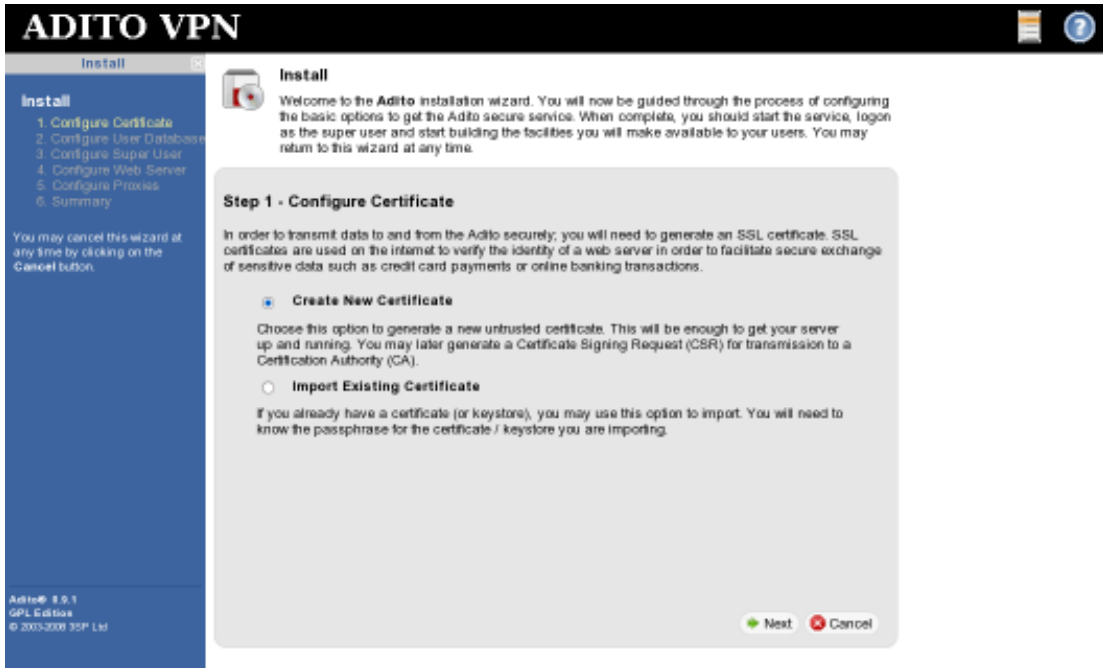 ADITO VPN
Install
Install
1. Configure Certificate
2. Configure User Database
3. Configure Super User
4. Configure Web Server
5. Configure Proxies
6. Summary
You may cancel this wizard at
any time by clicking on the
Cancel button.
Adito® 0.9.1
GPL Edition
© 2003-2008 3SP Ltd
Install
Welcome to the Adito installation wizard. You will now be guided through the process of configuring
the basic options to get the Adito secure service. When complete, you should start the service, logon
as the super user and start building the facilities you will make available to your users. You may
return to this wizard at any time.
Step 1 - Configure Certificate
In order to transmit data to and from the Adito securely; you will need to generate an SSL certificate. SSL
certificates are used on the internet to verify the identity of a web server in order to facilitate secure exchange
of sensitive data such as credit card payments or online banking transactions.
Create New Certificate
Choose this option to generate a new untrusted certificate. This will be enough to get your server
up and running. You may later generate a Certificate Signing Request (CSR) for transmission to a
Certification Authority (CA).
Import Existing Certificate
If you already have a certificate (or keystore), you may use this option to import. You will need to
know the passphrase for the certificate / keystore you are importing.
Next
Cancel